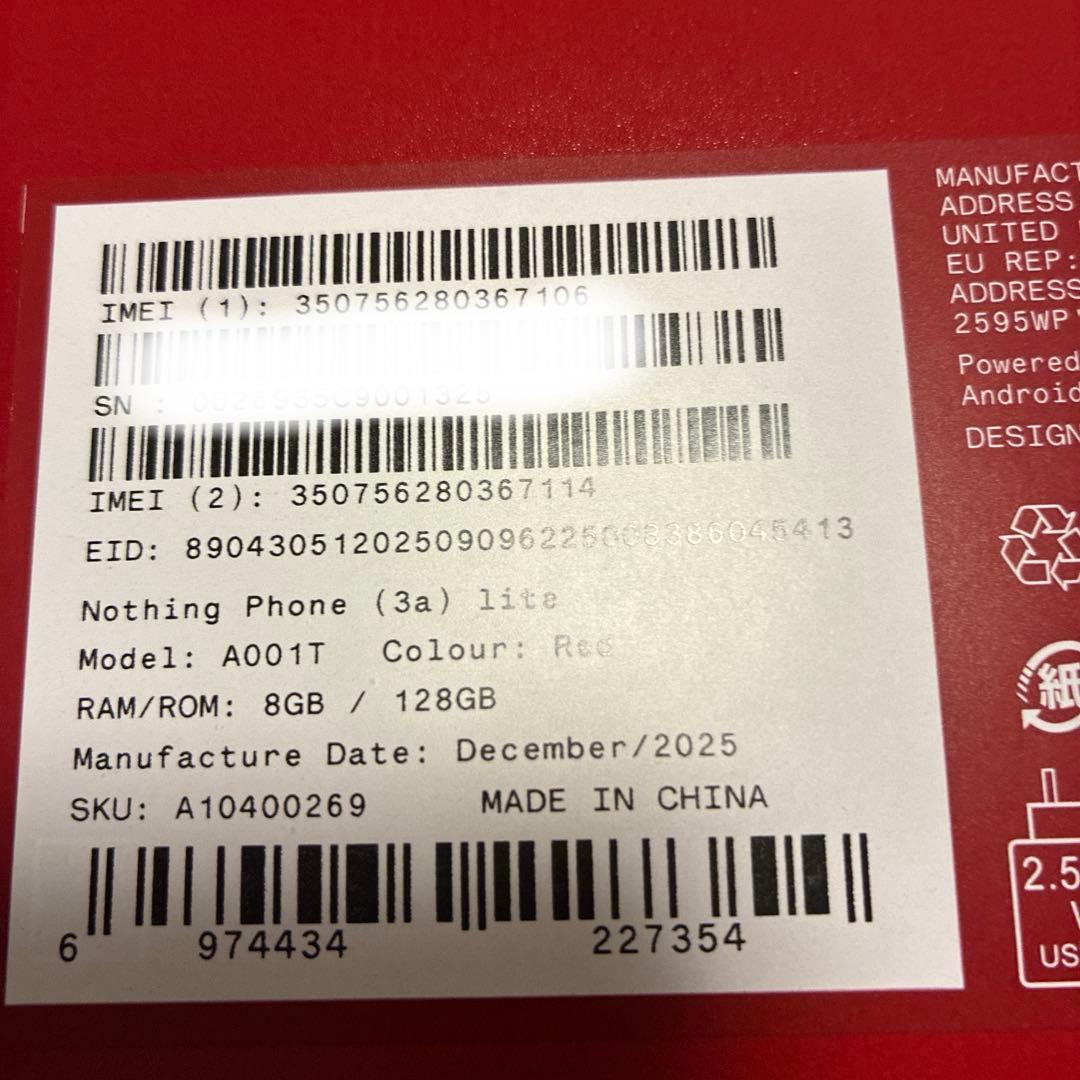 IMEI (1): 350756280367106
SN :
IMEI (2): 350756280367114
EID:
Nothing Phone (3a) lite
Model: A001T Colour: Red
RAM/ROM: 8GB / 128GB
Manufacture Date: December/2025
SKU: A10400269 MADE IN CHINA
6 974434 227354
MANUFACT
ADDRESS
UNITED
EU REP:
ADDRESS
2595WP
Powered
Android
DESIGN
紙
2.5
US